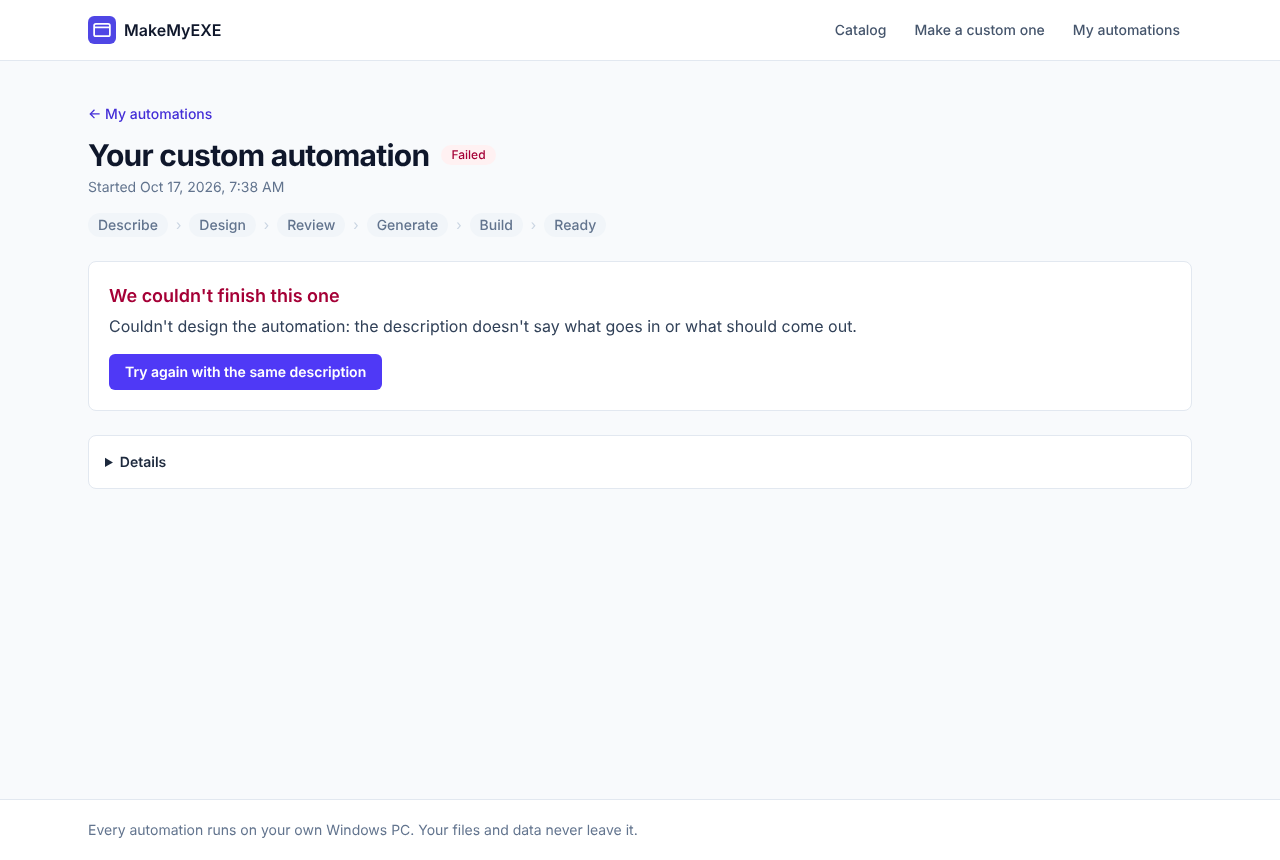 MakeMyEXE
Catalog Make a custom one My automations
← My automations
Your custom automation Failed
Started Oct 17, 2026, 7:38 AM
Describe › Design › Review › Generate › Build › Ready
We couldn't finish this one
Couldn't design the automation: the description doesn't say what goes in or what should come out.
Try again with the same description
▶ Details
Every automation runs on your own Windows PC. Your files and data never leave it.